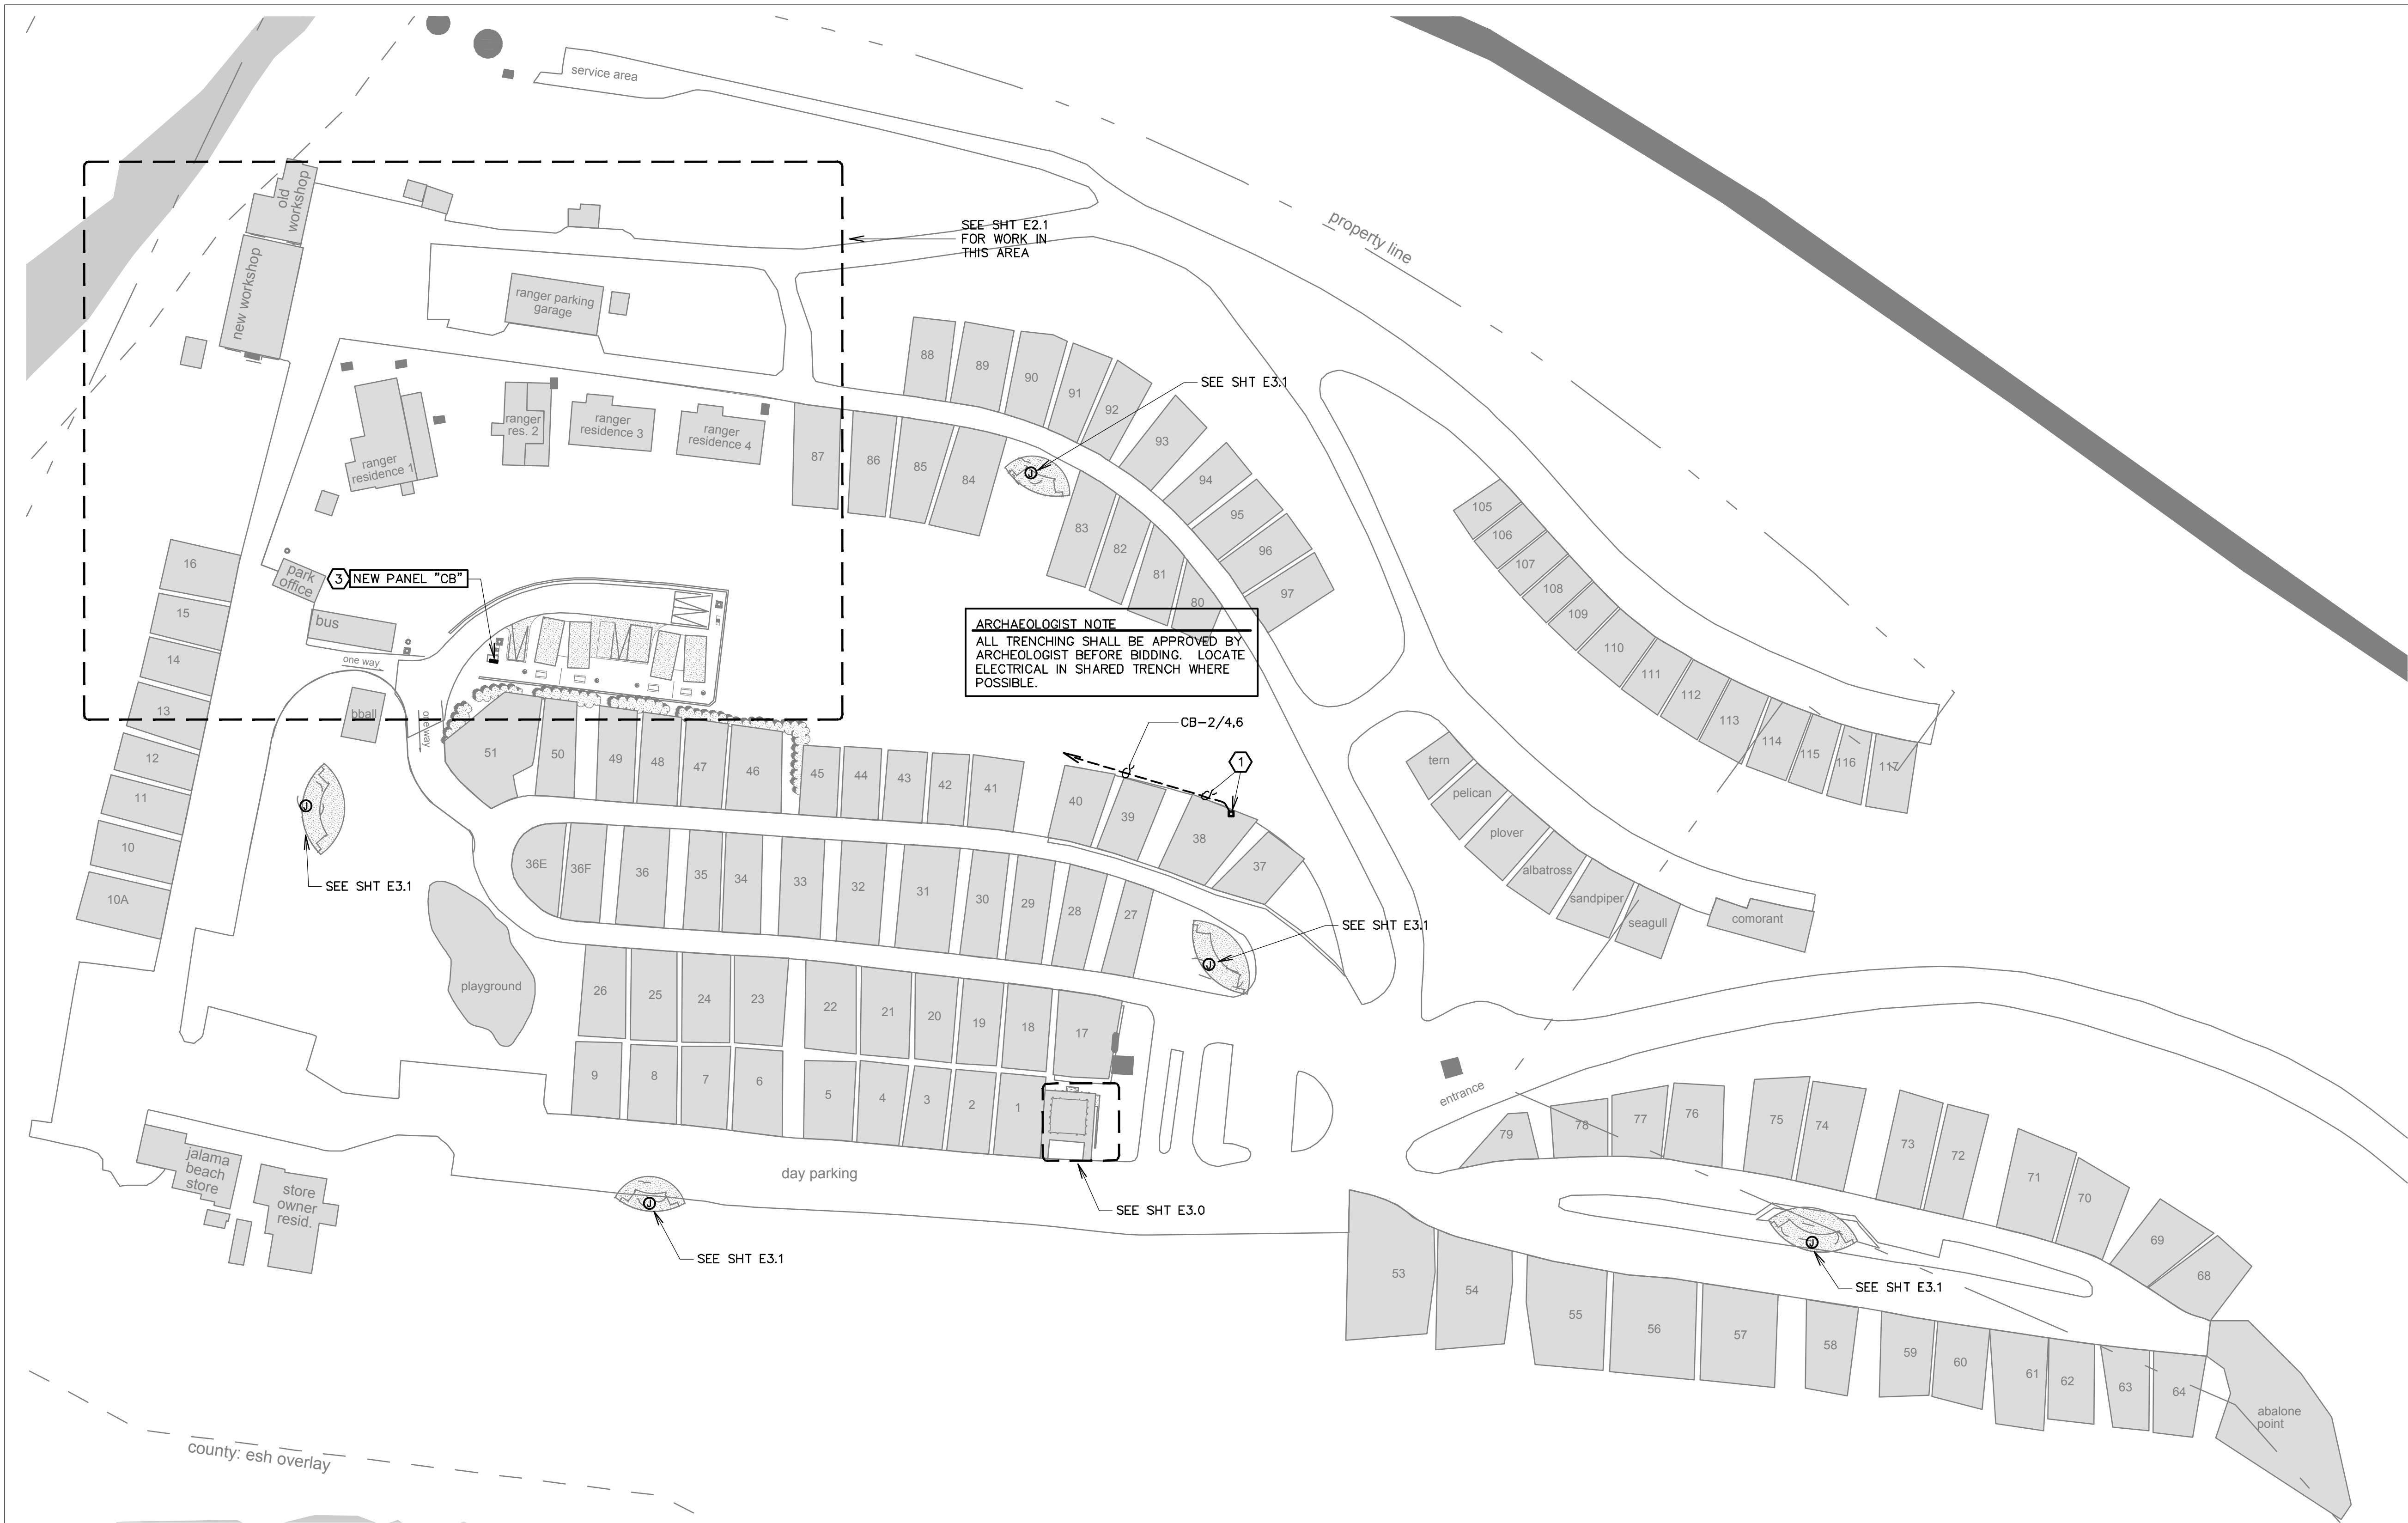 service area
property line
old
workshop
new workshop
SEE SHT E2.1
FOR WORK IN
THIS AREA
ranger parking
garage
88
89
90
91
92
SEE SHT E3.1
93
94
95
96
97
ranger
residence 1
ranger
res. 2
ranger
residence 3
ranger
residence 4
87
86
85
84
J
83
82
81
80
105
106
107
108
109
110
111
112
113
114
115
116
117
16
15
14
13
12
11
10
10A
park
office
3
NEW PANEL "CB"
bus
one way
one way
bball
ARCHAEOLOGIST NOTE
ALL TRENCHING SHALL BE APPROVED BY
ARCHEOLOGIST BEFORE BIDDING. LOCATE
ELECTRICAL IN SHARED TRENCH WHERE
POSSIBLE.
CB-2/4,6
1
51
50
49
48
47
46
45
44
43
42
41
40
39
38
37
tern
pelican
plover
albatross
sandpiper
seagull
comorant
J
SEE SHT E3.1
36E
36F
36
35
34
33
32
31
30
29
28
27
SEE SHT E3.1
J
playground
26
25
24
23
22
21
20
19
18
17
9
8
7
6
5
4
3
2
1
entrance
79
78
77
76
75
74
73
72
71
70
69
68
jalama
beach
store
store
owner
resid.
day parking
J
SEE SHT E3.1
SEE SHT E3.0
J
SEE SHT E3.1
53
54
55
56
57
58
59
60
61
62
63
64
abalone
point
county: esh overlay